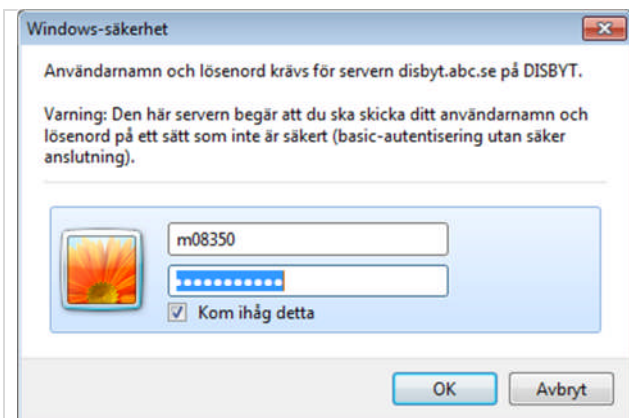 Windows-säkerhet
Användarnamn och lösenord krävs för servern disbyt.abc.se på DISBYT.
Varning: Den här servern begär att du ska skicka ditt användarnamn och
lösenord på ett sätt som inte är säkert (basic-autentisering utan säker
anslutning).
m08350
Kom ihåg detta
OK
Avbryt